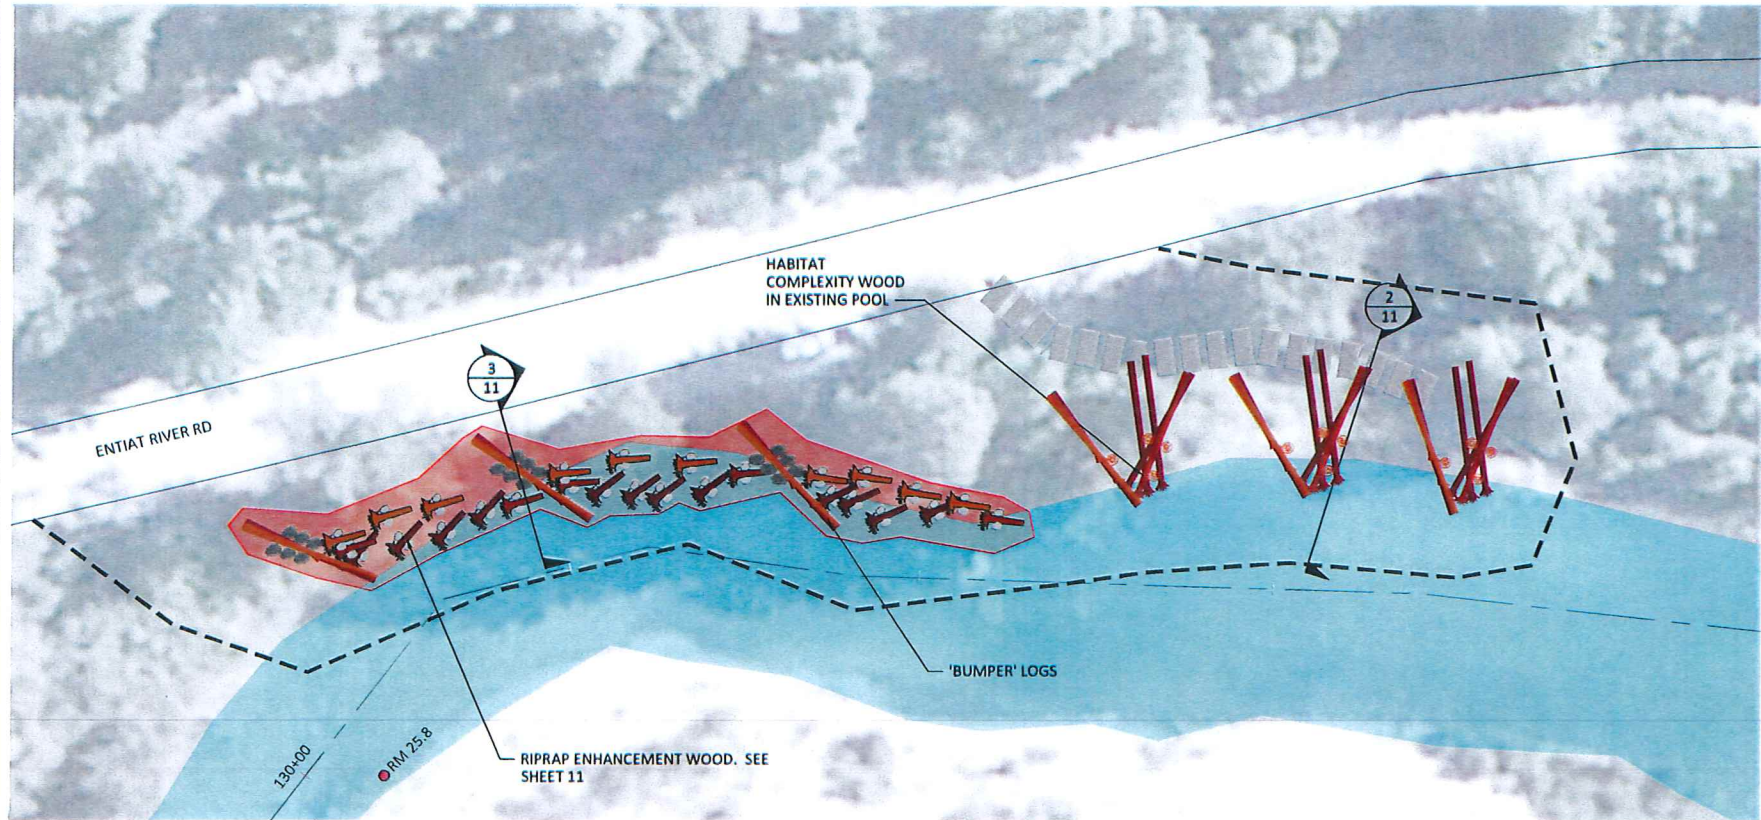 HABITAT
COMPLEXITY WOOD
IN EXISTING POOL
2
11
3
11
ENTIAT RIVER RD
'BUMPER' LOGS
RIPRAP ENHANCEMENT WOOD. SEE
SHEET 11
130+00
RM 25.8